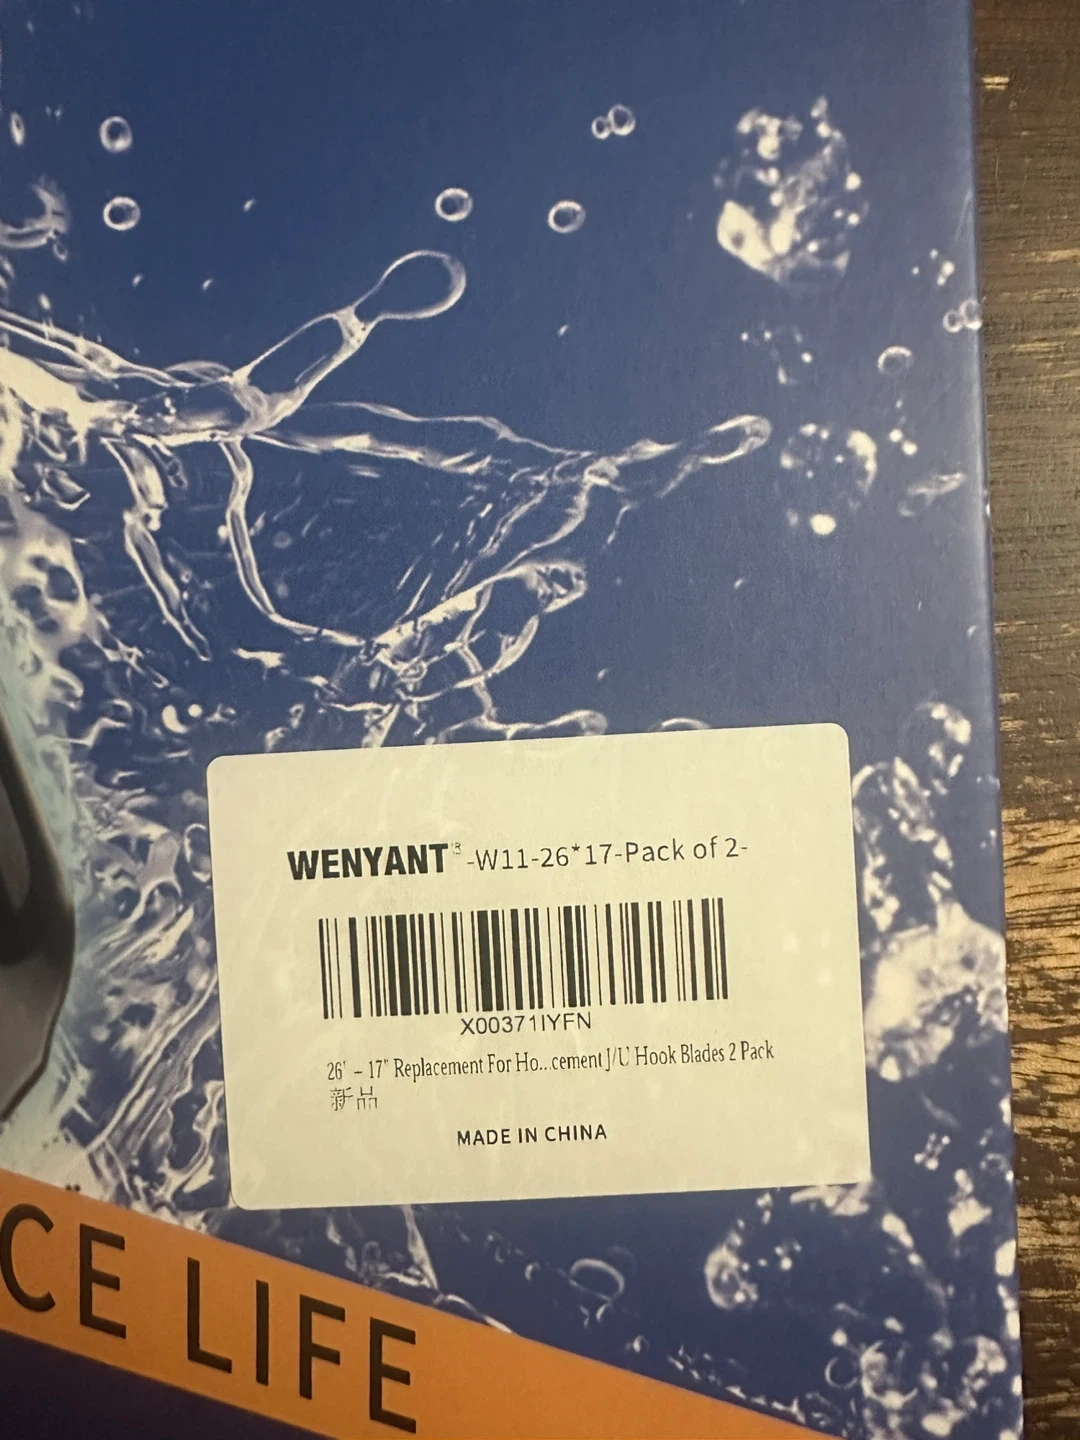 WENYANT® -W11-26*17-Pack of 2-
X00371IYFN
26" – 17" Replacement For Ho...cement J/U Hook Blades 2 Pack
新品
MADE IN CHINA
CE LIFE